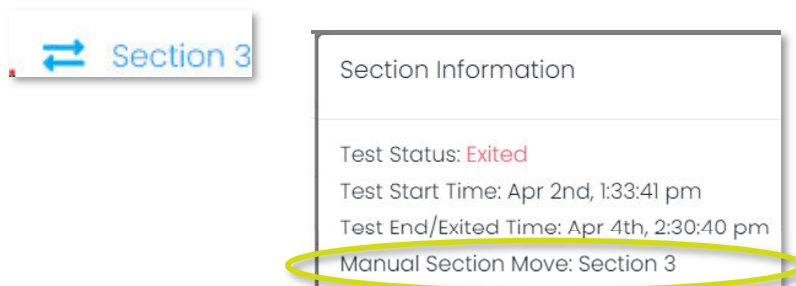 Section 3
Section Information
Test Status: Exited
Test Start Time: Apr 2nd, 1:33:41 pm
Test End/Exited Time: Apr 4th, 2:30:40 pm
Manual Section Move: Section 3